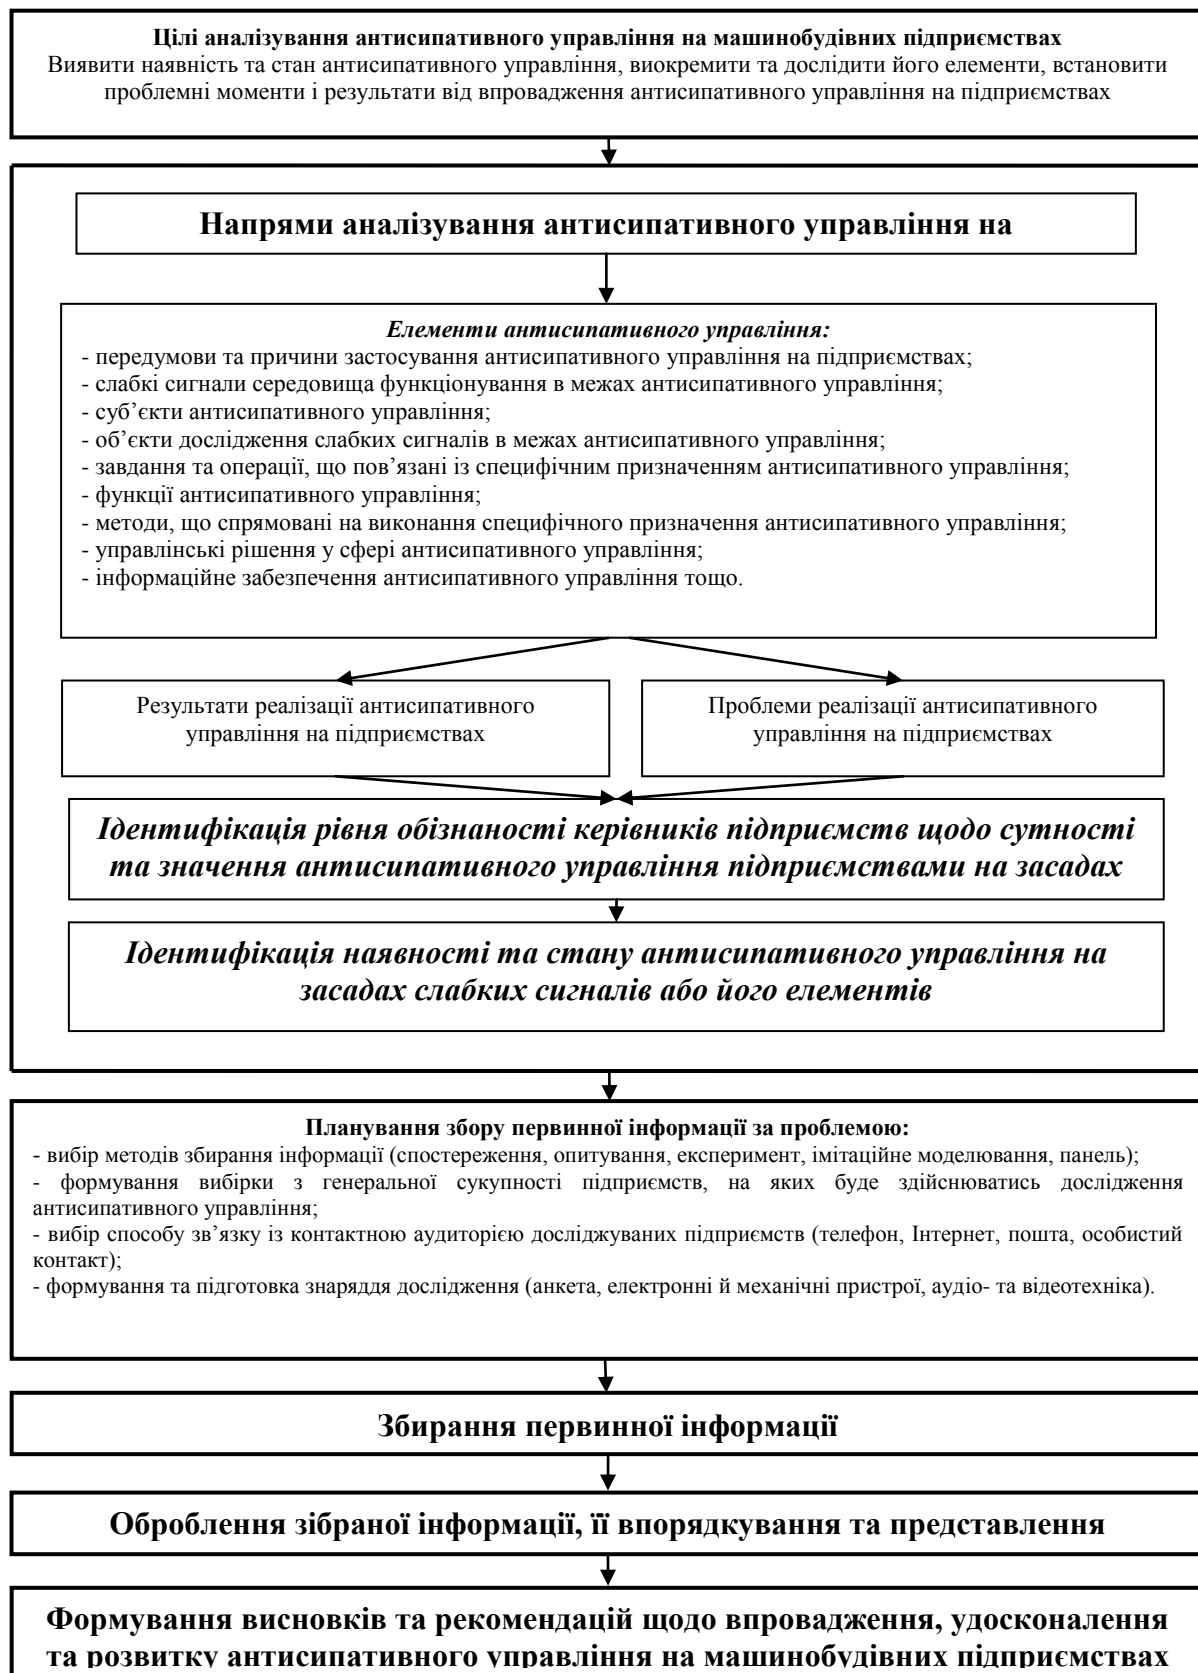 Цілі аналізування антисипативного управління на машинобудівних підприємствах
Виявити наявність та стан антисипативного управління, виокремити та дослідити його елементи, встановити
проблемні моменти і результати від впровадження антисипативного управління на підприємствах
Напрями аналізування антисипативного управління на
Елементи антисипативного управління:
- передумови та причини застосування антисипативного управління на підприємствах;
- слабкі сигнали середовища функціонування в межах антисипативного управління;
- суб’єкти антисипативного управління;
- об’єкти дослідження слабких сигналів в межах антисипативного управління;
- завдання та операції, що пов’язані із специфічним призначенням антисипативного управління;
- функції антисипативного управління;
- методи, що спрямовані на виконання специфічного призначення антисипативного управління;
- управлінські рішення у сфері антисипативного управління;
- інформаційне забезпечення антисипативного управління тощо.
Результати реалізації антисипативного
управління на підприємствах
Проблеми реалізації антисипативного
управління на підприємствах
Ідентифікація рівня обізнаності керівників підприємств щодо сутності
та значення антисипативного управління підприємствами на засадах
Ідентифікація наявності та стану антисипативного управління на
засадах слабких сигналів або його елементів
Планування збору первинної інформації за проблемою:
- вибір методів збирання інформації (спостереження, опитування, експеримент, імітаційне моделювання, панель);
- формування вибірки з генеральної сукупності підприємств, на яких буде здійснюватись дослідження
антисипативного управління;
- вибір способу зв’язку із контактною аудиторією досліджуваних підприємств (телефон, Інтернет, пошта, особистий
контакт);
- формування та підготовка знаряддя дослідження (анкета, електронні й механічні пристрої, аудіо- та відеотехніка).
Збирання первинної інформації
Оброблення зібраної інформації, її впорядкування та представлення
Формування висновків та рекомендацій щодо впровадження, удосконалення
та розвитку антисипативного управління на машинобудівних підприємствах